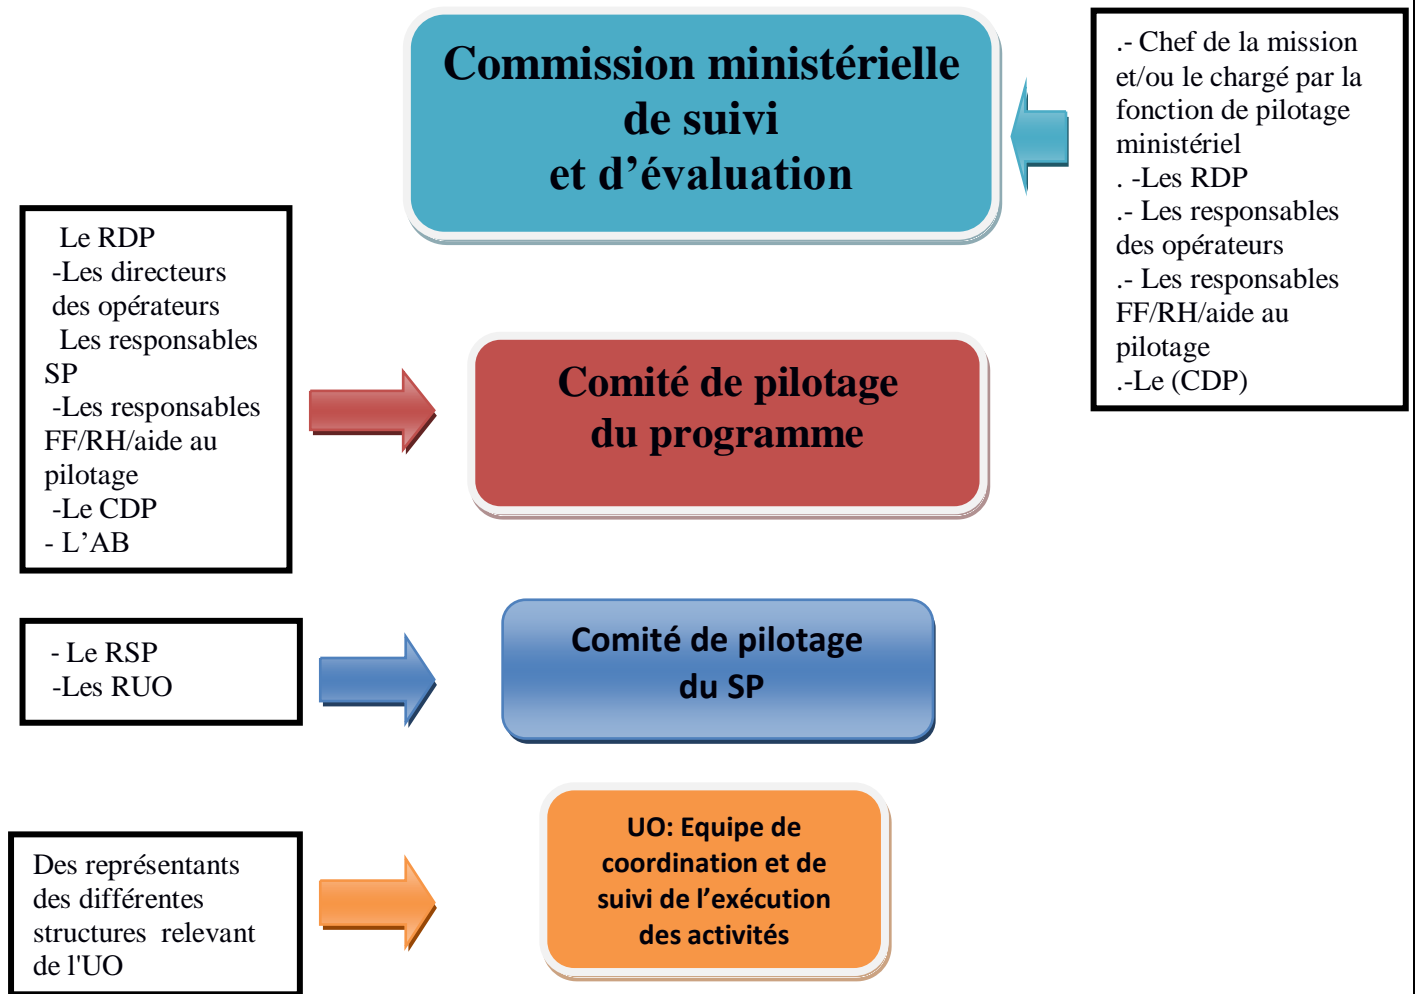 Commission ministérielle
de suivi
et d’évaluation
.- Chef de la mission
et/ou le chargé par la
fonction de pilotage
ministériel
. -Les RDP
.- Les responsables
des opérateurs
.- Les responsables
FF/RH/aide au
pilotage
.-Le (CDP)
Le RDP
-Les directeurs
des opérateurs
Les responsables
SP
-Les responsables
FF/RH/aide au
pilotage
-Le CDP
- L’AB
Comité de pilotage
du programme
- Le RSP
-Les RUO
Comité de pilotage
du SP
Des représentants
des différentes
structures  relevant
de l'UO
UO: Equipe de
coordination et de
suivi de l’exécution
des activités